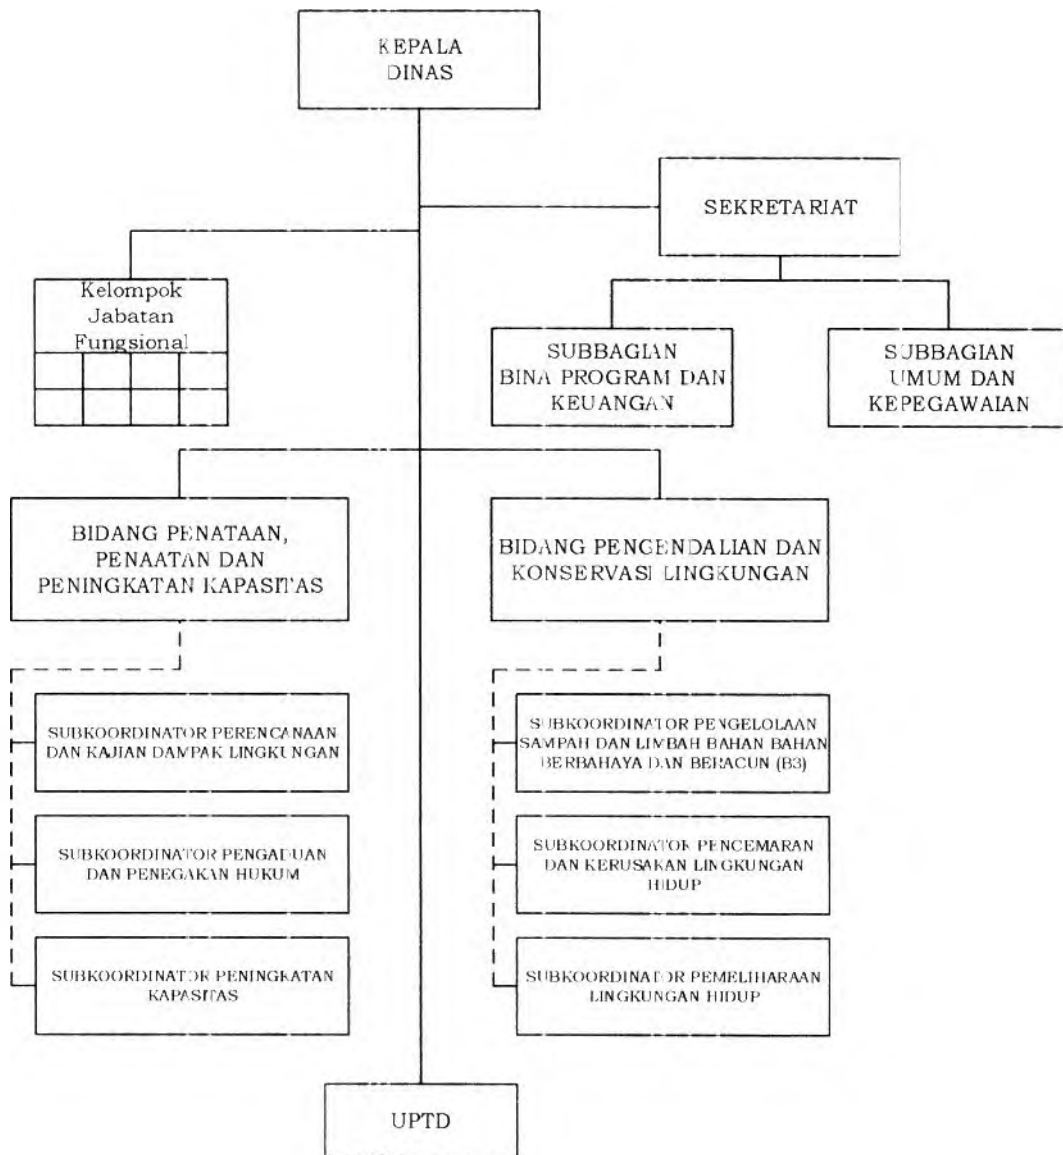 KEPALA
DINAS
SEKRETARIAT
Kelompok
Jabatan
Fungsional
SUBBAGIAN
BINA PROGRAM DAN
KEUANGAN
SUBBAGIAN
UMUM DAN
KEPEGAWAIAN
BIDANG PENATAAN,
PENAATAN DAN
PENINGKATAN KAPASITAS
BIDANG PENGENDALIAN DAN
KONSERVASI LINGKUNGAN
SUBKOORDINATOR PERENCANAAN
DAN KAJIAN DAMPAK LINGKUNGAN
SUBKOORDINATOR PENGELOLAAN
SAMPAH DAN LIMBAH BAHAN BAHAN
BERBAHAYA DAN BERACUN (B3)
SUBKOORDINATOR PENGADUAN
DAN PENEGAKAN HUKUM
SUBKOORDINATOR PENCEMARAN
DAN KERUSAKAN LINGKUNGAN
HIDUP
SUBKOORDINATOR PENINGKATAN
KAPASITAS
SUBKOORDINATOR PEMELIHARAAN
LINGKUNGAN HIDUP
UPTD